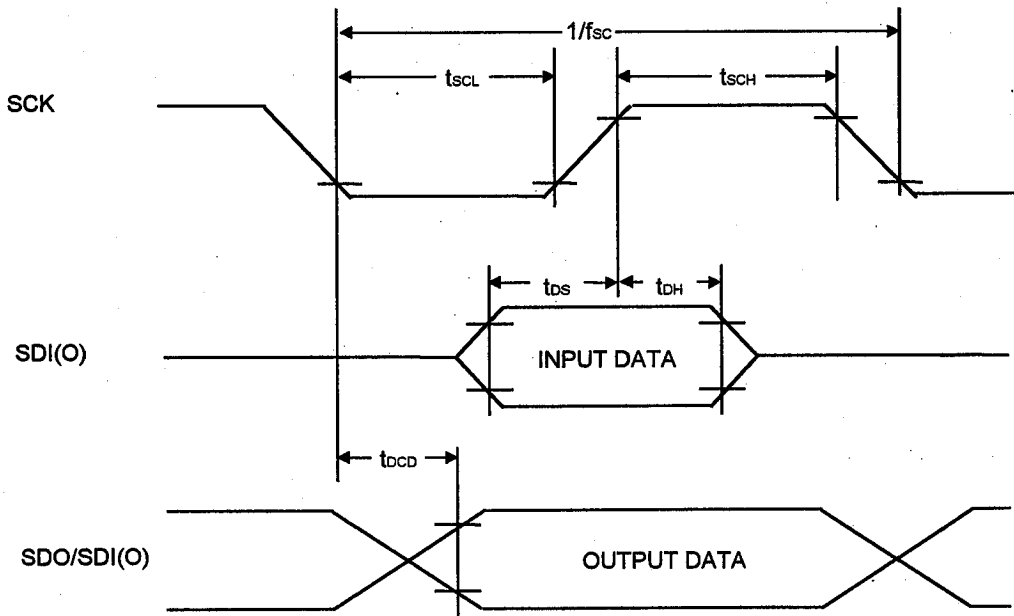 1/fSC
tSCL
tSCH
SCK
tDS
tDH
SDI(O)
INPUT DATA
tDCD
SDO/SDI(O)
OUTPUT DATA